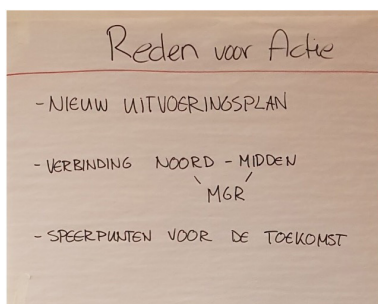 Reden voor Actie
- NIEUW UITVOERINGSPLAN
- VERBINDING NOORD - MIDDEN
MGR
- SPEERPUNTEN VOOR DE TOEKOMST